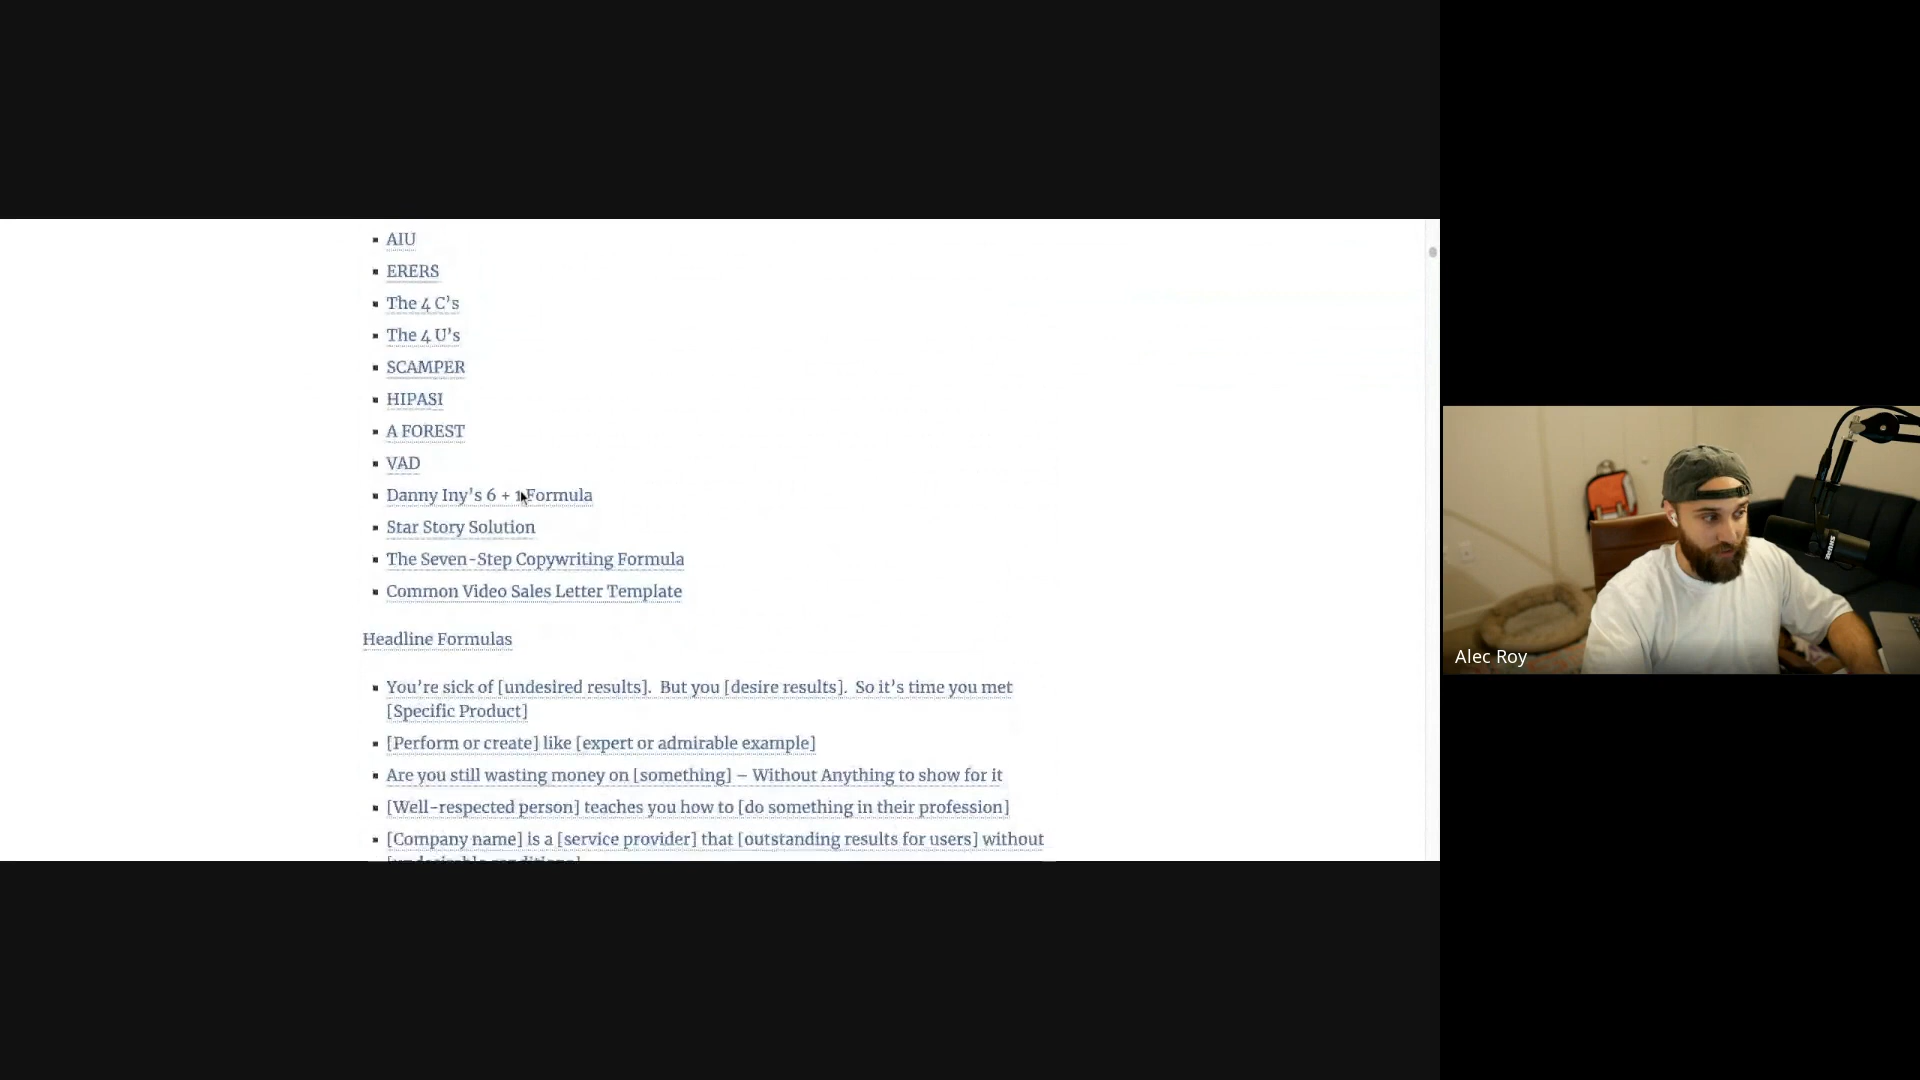 AIU
ERERS
The 4 C’s
The 4 U’s
SCAMPER
HIPASI
A FOREST
VAD
Danny Iny’s 6 + 1 Formula
Star Story Solution
The Seven-Step Copywriting Formula
Common Video Sales Letter Template
Headline Formulas
You’re sick of [undesired results].  But you [desire results].  So it’s time you met
[Specific Product]
[Perform or create] like [expert or admirable example]
Are you still wasting money on [something] – Without Anything to show for it
[Well-respected person] teaches you how to [do something in their profession]
[Company name] is a [service provider] that [outstanding results for users] without
SHURE
Alec Roy